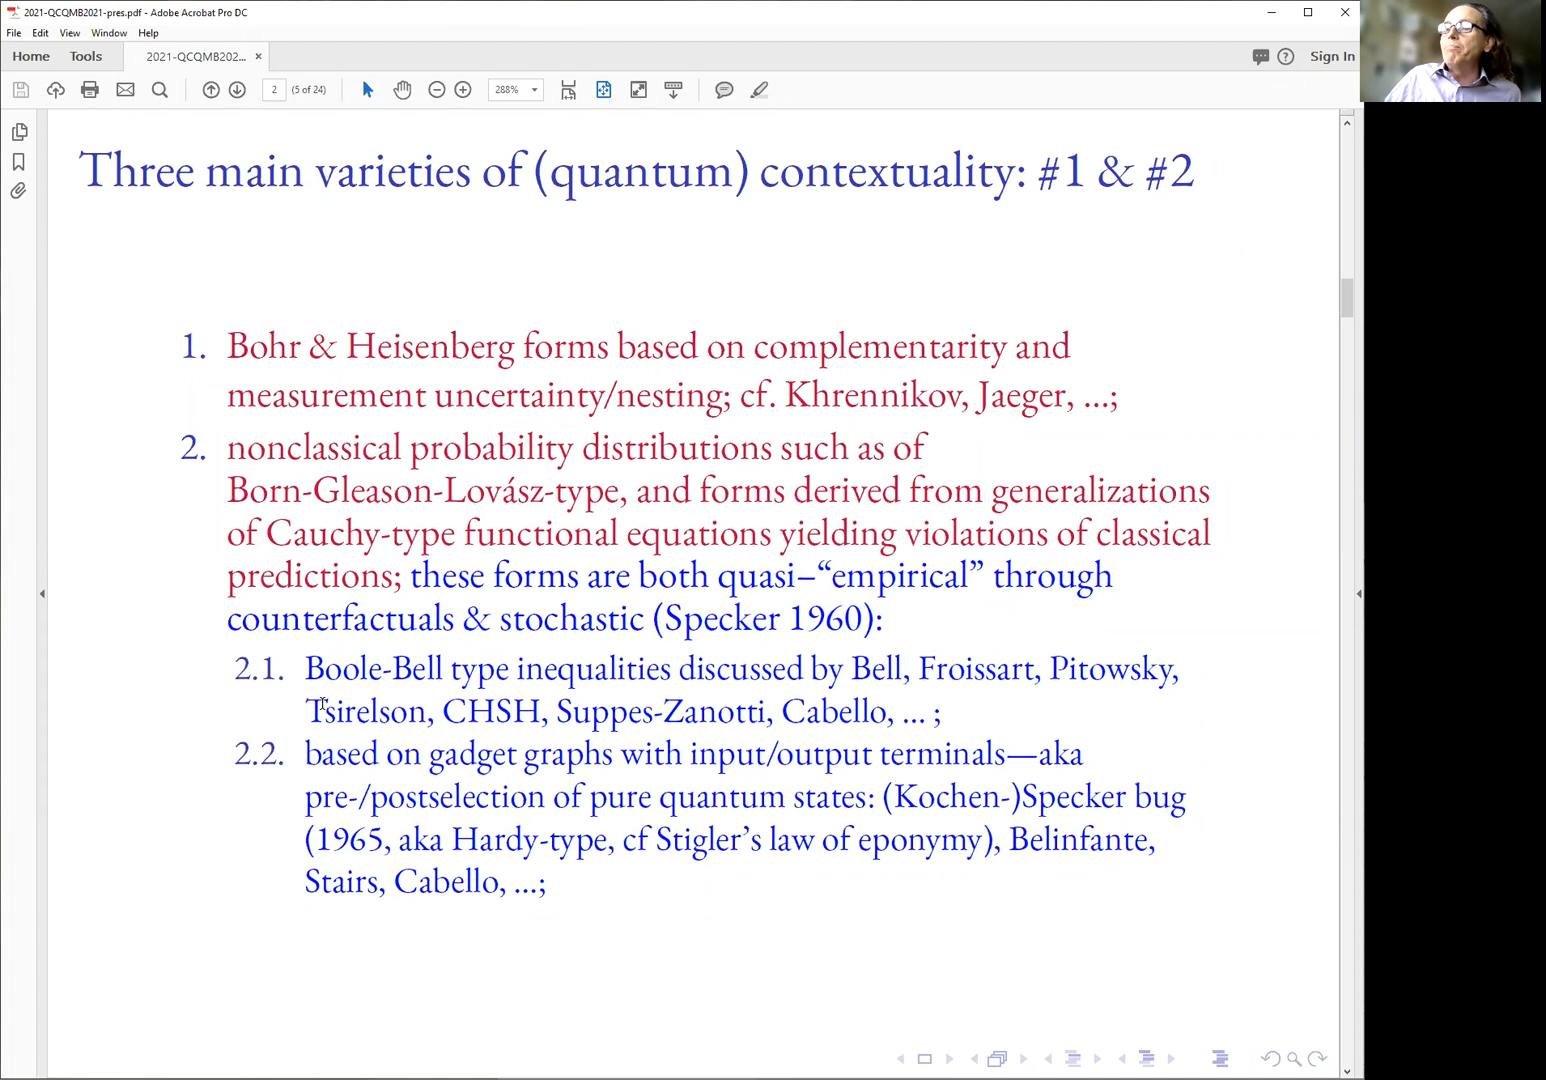 2021-QCQMB2021-pres.pdf - Adobe Acrobat Pro DC
File Edit View Window Help
Home Tools 2021-QCQMB202... × Sign In
2 (5 of 24) 288%
Three main varieties of (quantum) contextuality: #1 & #2
1. Bohr & Heisenberg forms based on complementarity and
measurement uncertainty/nesting; cf. Khrennikov, Jaeger, ...;
2. nonclassical probability distributions such as of
Born-Gleason-Lovász-type, and forms derived from generalizations
of Cauchy-type functional equations yielding violations of classical
predictions; these forms are both quasi–“empirical” through
counterfactuals & stochastic (Specker 1960):
2.1. Boole-Bell type inequalities discussed by Bell, Froissart, Pitowsky,
Tsirelson, CHSH, Suppes-Zanotti, Cabello, ... ;
2.2. based on gadget graphs with input/output terminals—aka
pre-/postselection of pure quantum states: (Kochen-)Specker bug
(1965, aka Hardy-type, cf Stigler’s law of eponymy), Belinfante,
Stairs, Cabello, ...;